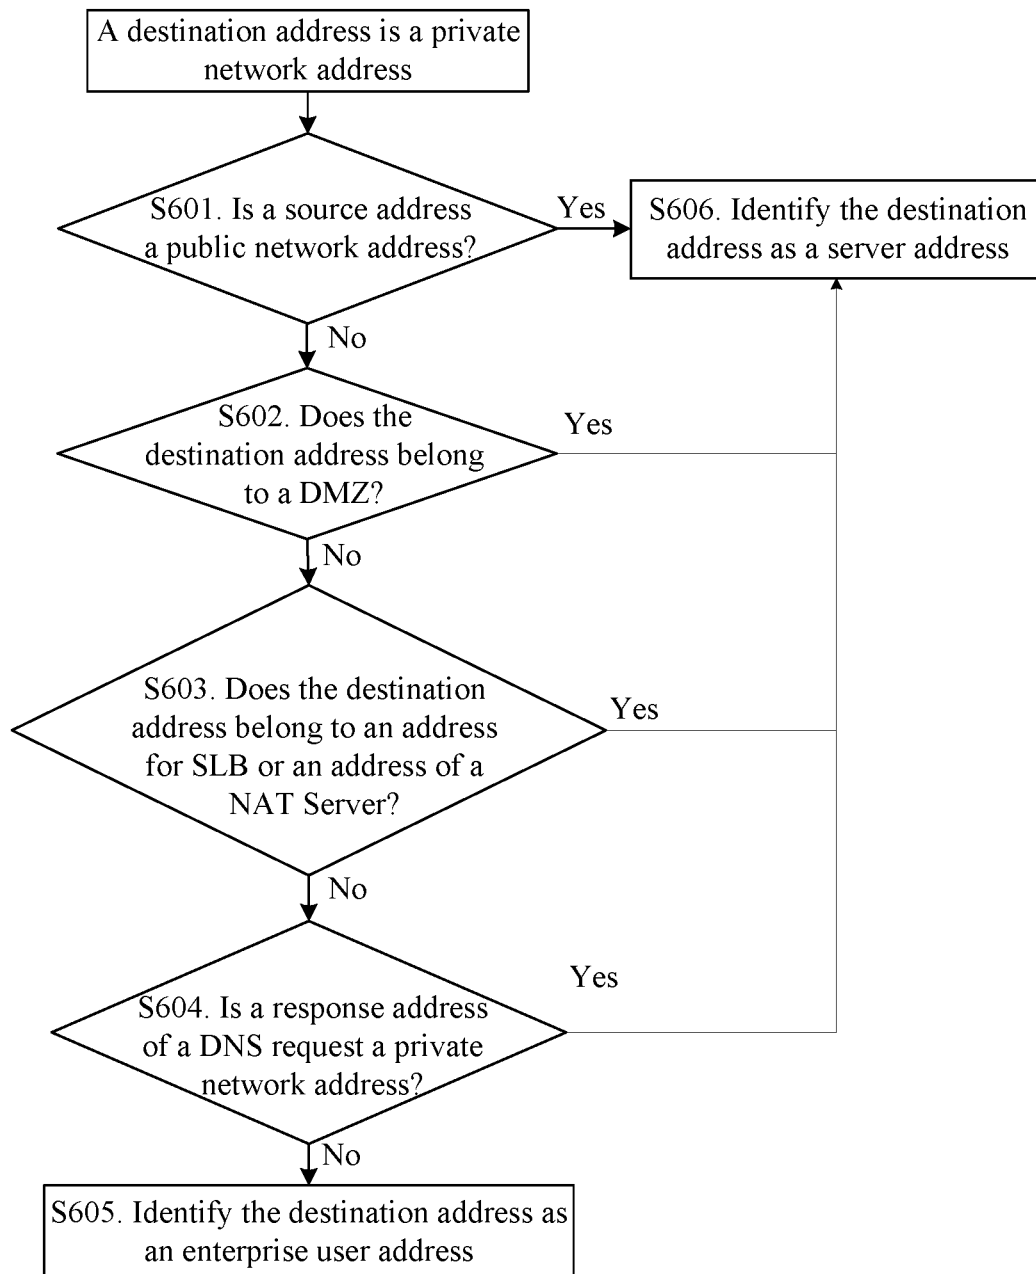 A destination address is a private
network address
S601. Is a source address
a public network address?
Yes
S606. Identify the destination
address as a server address
No
S602. Does the
destination address belong
to a DMZ?
Yes
No
S603. Does the destination
address belong to an address
for SLB or an address of a
NAT Server?
Yes
No
S604. Is a response address
of a DNS request a private
network address?
Yes
No
S605. Identify the destination address as
an enterprise user address